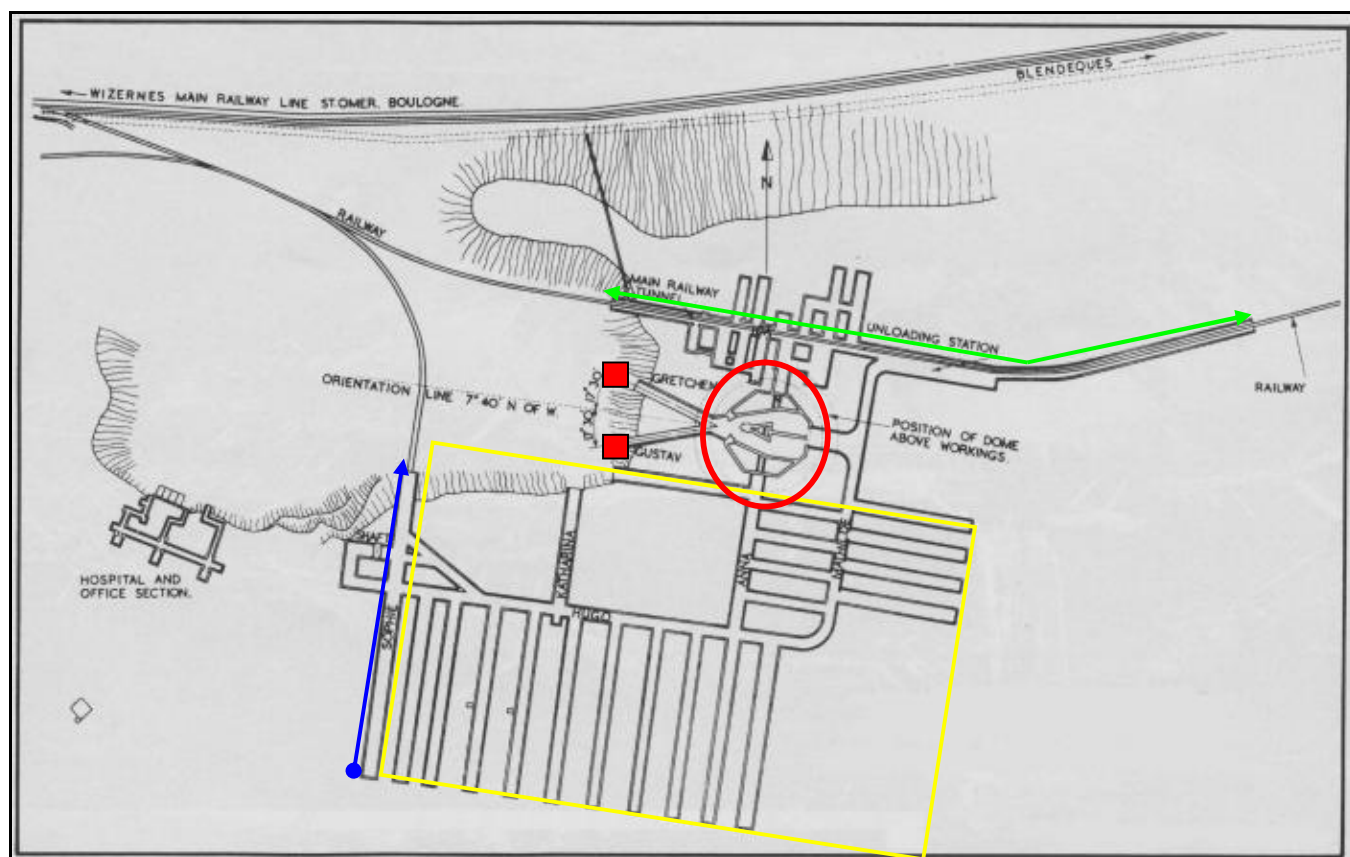 WIZERNES MAIN RAILWAY LINE ST.OMER. BOULOGNE.
BLENDEQUES
N
RAILWAY
MAIN RAILWAY
TUNNEL
UNLOADING STATION
RAILWAY
ORIENTATION LINE 7° 40' N OF W.
GRETCHEN
GUSTAV
POSITION OF DOME
ABOVE WORKINGS.
SHAFT
HOSPITAL AND
OFFICE SECTION.
SOPHIE
KATHARINA
HUGO
ANNA
MATHILDE